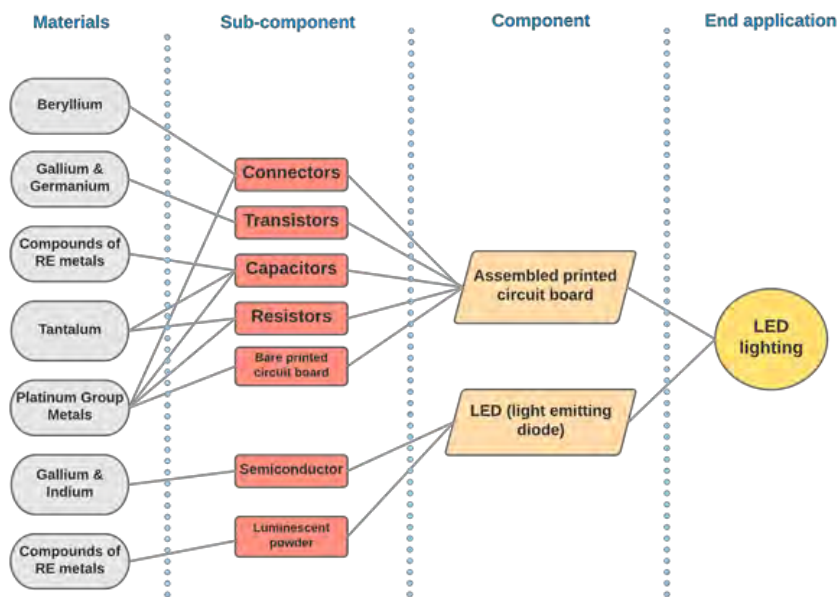 Materials
Sub-component
Component
End application
Beryllium
Gallium &
Germanium
Compounds of
RE metals
Tantalum
Platinum Group
Metals
Gallium &
Indium
Compounds of
RE metals
Connectors
Transistors
Capacitors
Resistors
Bare printed
circuit board
Semiconductor
Luminescent
powder
Assembled printed
circuit board
LED (light emitting
diode)
LED
lighting